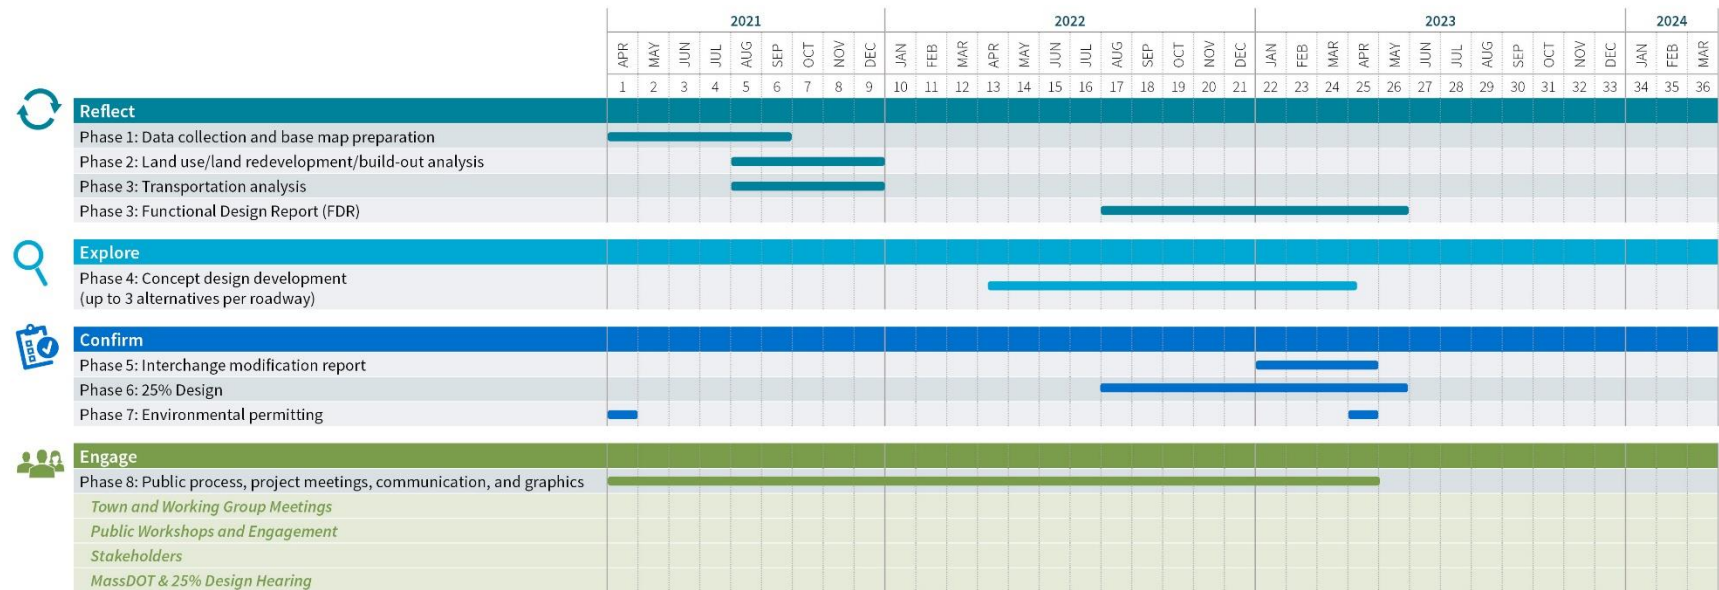 2021 2022 2023 2024
APR MAY JUN JUL AUG SEP OCT NOV DEC JAN FEB MAR APR MAY JUN JUL AUG SEP OCT NOV DEC JAN FEB MAR APR MAY JUN JUL AUG SEP OCT NOV DEC JAN FEB MAR
1 2 3 4 5 6 7 8 9 10 11 12 13 14 15 16 17 18 19 20 21 22 23 24 25 26 27 28 29 30 31 32 33 34 35 36
Reflect
Phase 1: Data collection and base map preparation
Phase 2: Land use/land redevelopment/build-out analysis
Phase 3: Transportation analysis
Phase 3: Functional Design Report (FDR)
Explore
Phase 4: Concept design development
(up to 3 alternatives per roadway)
Confirm
Phase 5: Interchange modification report
Phase 6: 25% Design
Phase 7: Environmental permitting
Engage
Phase 8: Public process, project meetings, communication, and graphics
Town and Working Group Meetings
Public Workshops and Engagement
Stakeholders
MassDOT & 25% Design Hearing